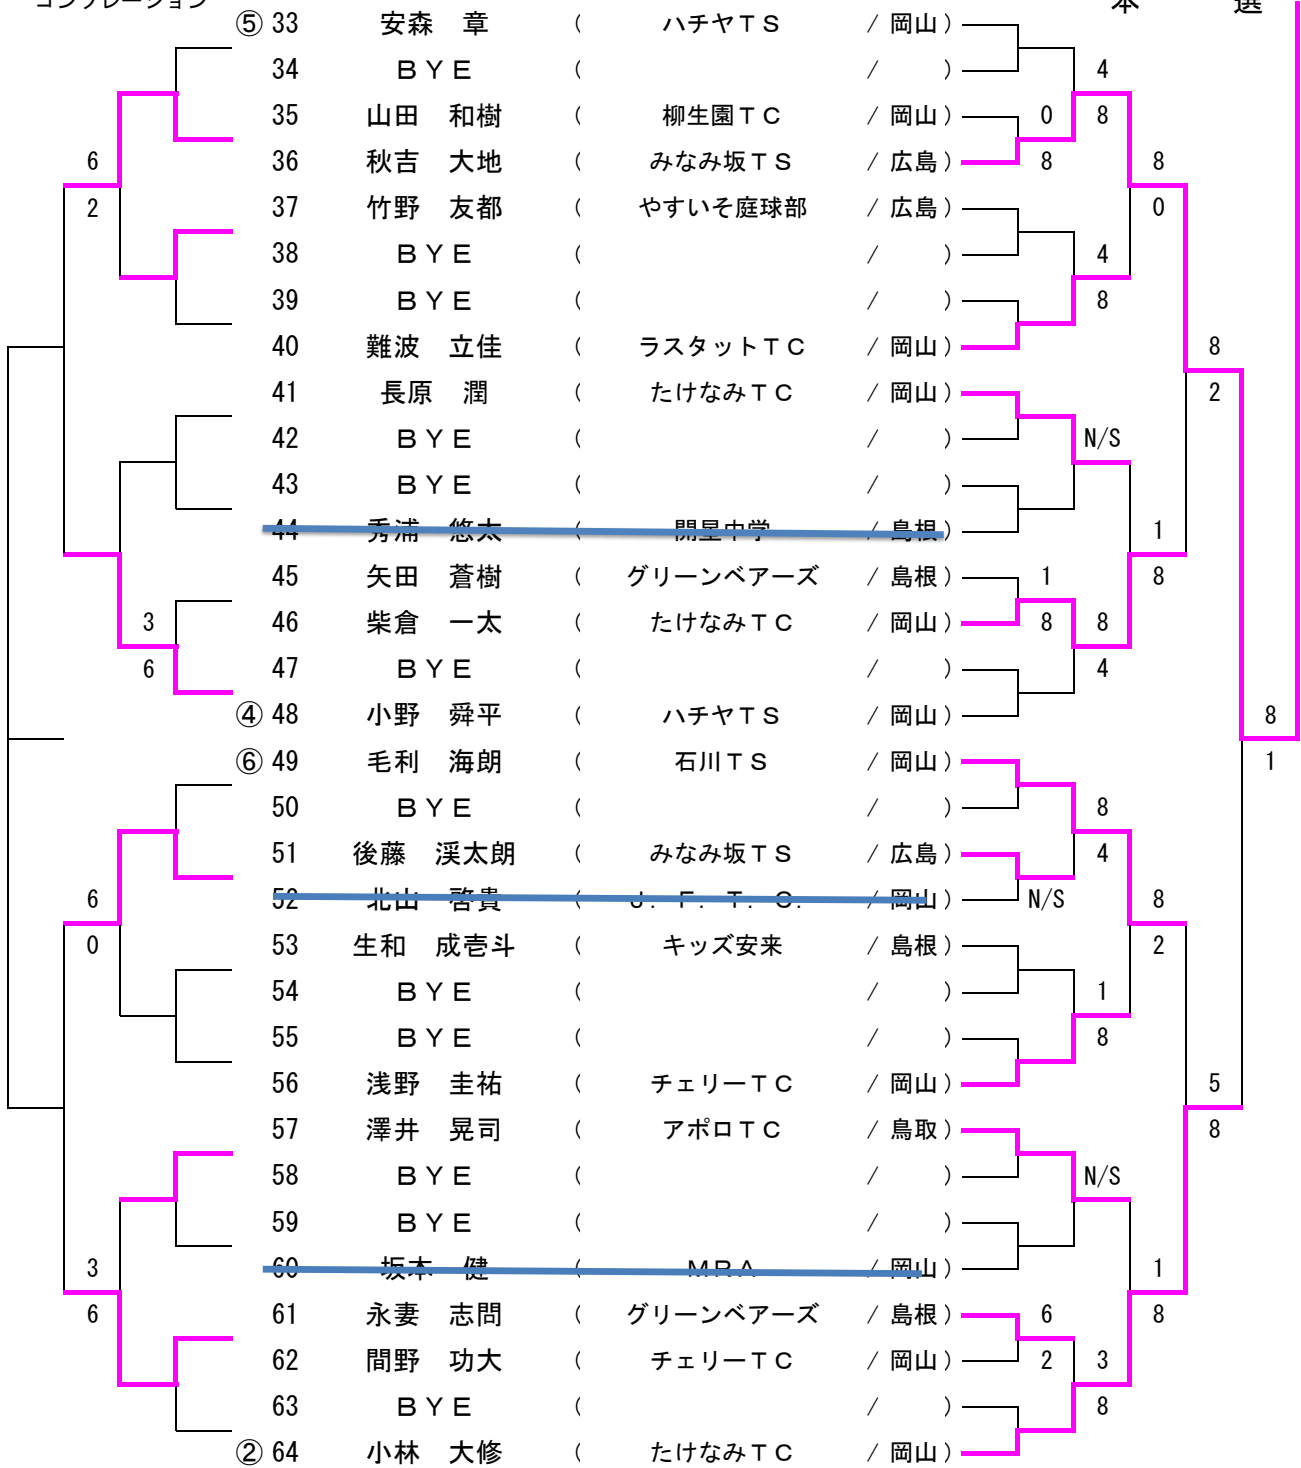 コンソレーション 本 選
⑤ 33 安森 章 ( ハチヤＴＳ / 岡山 )
34 ＢＹＥ ( / ) 4
35 山田 和樹 ( 柳生園ＴＣ / 岡山 ) 0 8
6 36 秋吉 大地 ( みなみ坂ＴＳ / 広島 ) 8 8
2 37 竹野 友都 ( やすいそ庭球部 / 広島 ) 0
38 ＢＹＥ ( / ) 4
39 ＢＹＥ ( / ) 8
40 難波 立佳 ( ラスタットＴＣ / 岡山 ) 8
41 長原 潤 ( たけなみＴＣ / 岡山 ) 2
42 ＢＹＥ ( / ) N/S
43 ＢＹＥ ( / )
44 秀浦 悠太 ( 開星中学 / 島根 ) 1
45 矢田 蒼樹 ( グリーンベアーズ / 島根 ) 1 8
3 46 柴倉 一太 ( たけなみＴＣ / 岡山 ) 8 8
6 47 ＢＹＥ ( / ) 4
④ 48 小野 舜平 ( ハチヤＴＳ / 岡山 ) 8
⑥ 49 毛利 海朗 ( 石川ＴＳ / 岡山 ) 1
50 ＢＹＥ ( / ) 8
51 後藤 渓太朗 ( みなみ坂ＴＳ / 広島 ) 4
6 52 北山 啓貴 ( Ｊ．Ｆ．Ｔ．Ｃ． / 岡山 ) N/S 8
0 53 生和 成壱斗 ( キッズ安来 / 島根 ) 2
54 ＢＹＥ ( / ) 1
55 ＢＹＥ ( / ) 8
56 浅野 圭祐 ( チェリーＴＣ / 岡山 ) 5
57 澤井 晃司 ( アポロＴＣ / 鳥取 ) 8
58 ＢＹＥ ( / ) N/S
59 ＢＹＥ ( / )
3 60 坂本 健 ( ＭＲＡ / 岡山 ) 1
6 61 永妻 志問 ( グリーンベアーズ / 島根 ) 6 8
62 間野 功大 ( チェリーＴＣ / 岡山 ) 2 3
63 ＢＹＥ ( / ) 8
② 64 小林 大修 ( たけなみＴＣ / 岡山 )